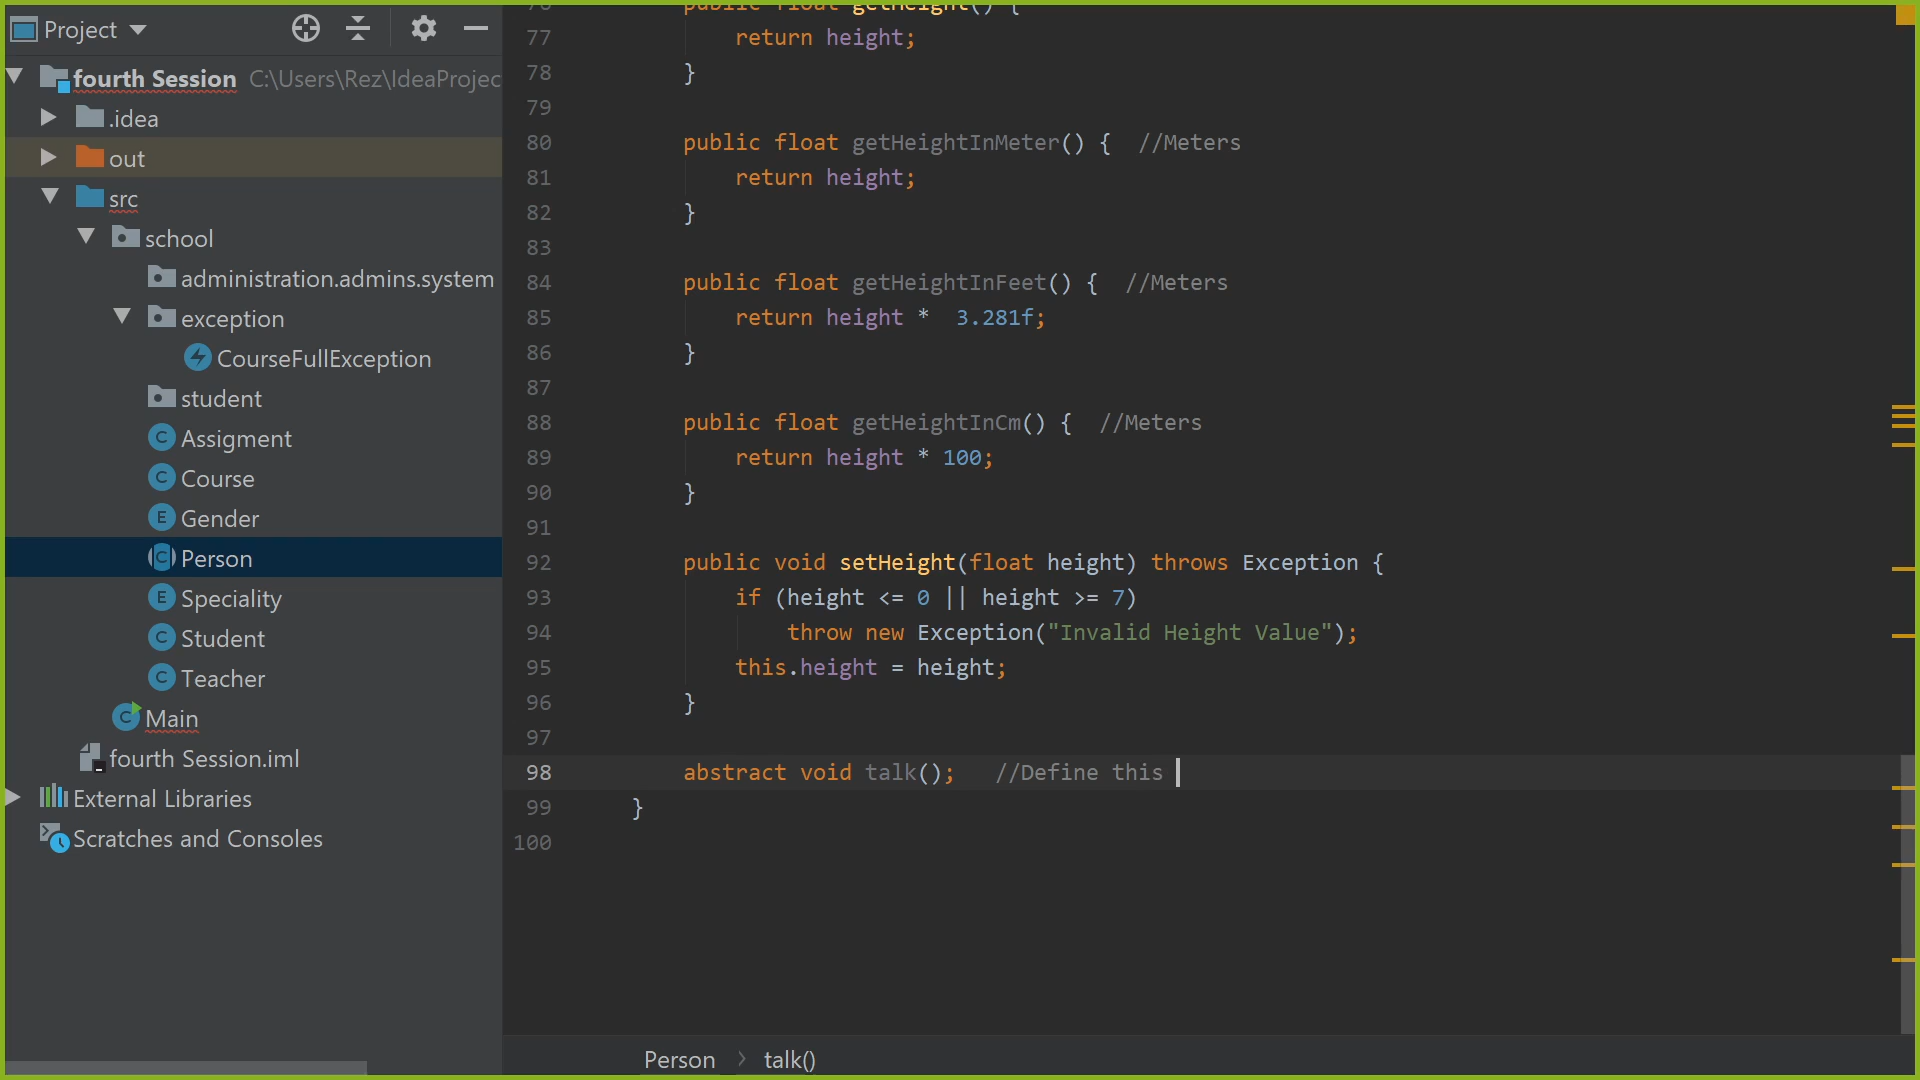 Project
fourth Session C:\Users\Rez\IdeaProjec
.idea
out
src
school
administration.admins.system
exception
CourseFullException
student
Assigment
Course
Gender
Person
Speciality
Student
Teacher
Main
fourth Session.iml
External Libraries
Scratches and Consoles
76 public float getHeight() {
77 return height;
78 }
79
80 public float getHeightInMeter() { //Meters
81 return height;
82 }
83
84 public float getHeightInFeet() { //Meters
85 return height * 3.281f;
86 }
87
88 public float getHeightInCm() { //Meters
89 return height * 100;
90 }
91
92 public void setHeight(float height) throws Exception {
93 if (height <= 0 || height >= 7)
94 throw new Exception("Invalid Height Value");
95 this.height = height;
96 }
97
98 abstract void talk(); //Define this
99 }
100
Person > talk()